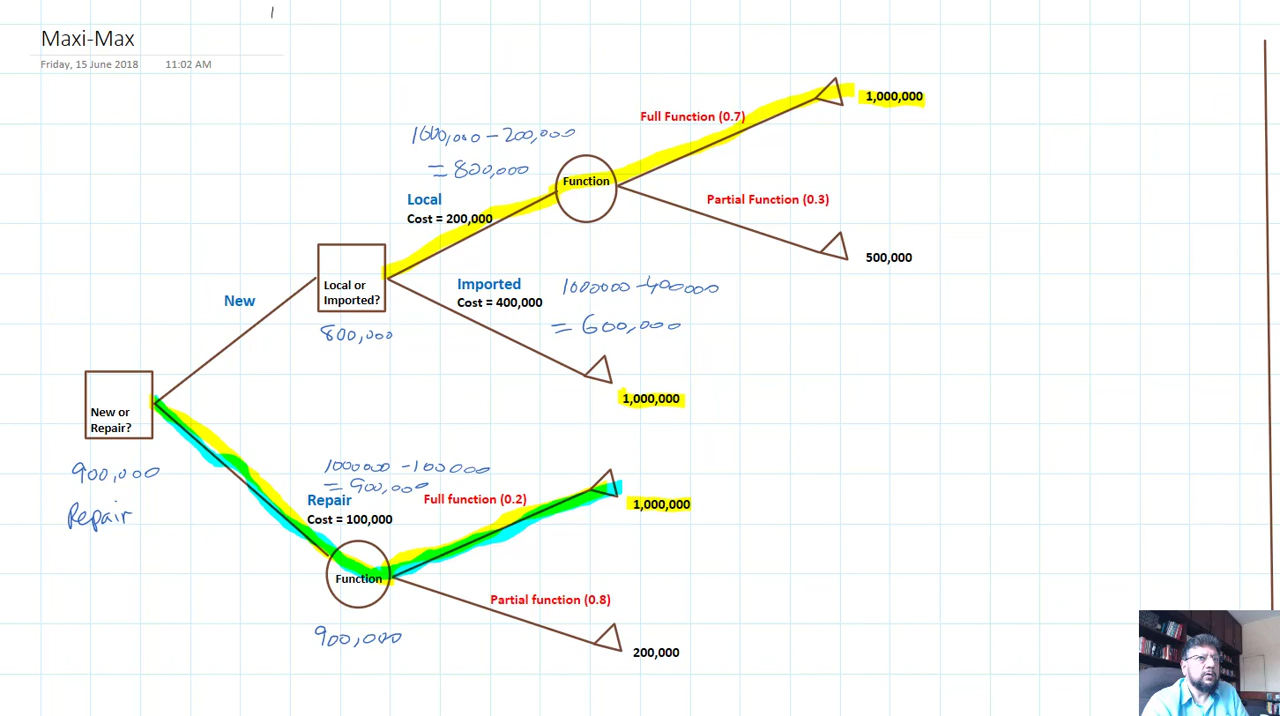 Maxi-Max
Friday, 15 June 2018 11:02 AM
1,000,000
Full Function (0.7)
1000,000 - 200,000
= 800,000
Function
Local
Cost = 200,000
Partial Function (0.3)
500,000
Local or
Imported?
800,000
Imported
Cost = 400,000
1000000 - 400000
= 600,000
New
1,000,000
New or
Repair?
900,000
Repair
1000000 - 100000
= 900,000
Repair
Cost = 100,000
Full function (0.2)
1,000,000
Function
900,000
Partial function (0.8)
200,000